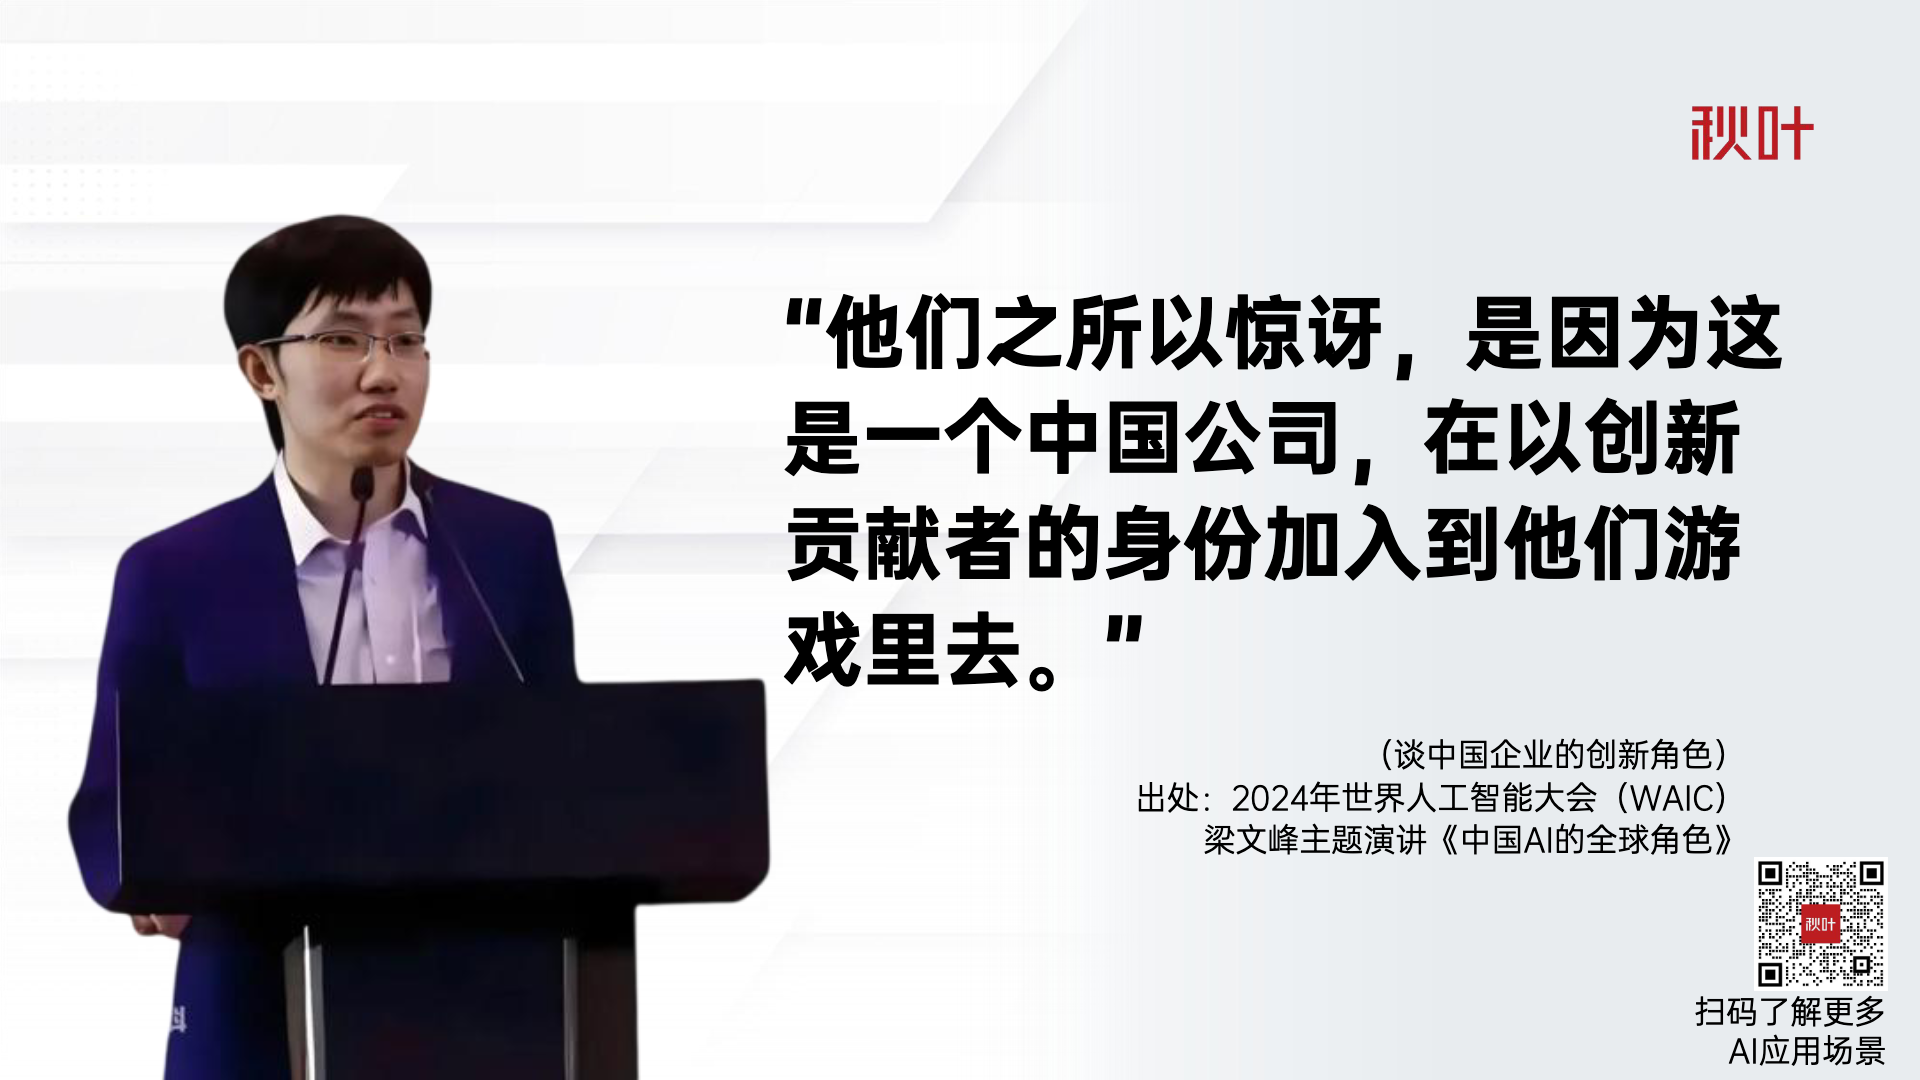 秋叶
“他们之所以惊讶，是因为这
是一个中国公司，在以创新
贡献者的身份加入到他们游
戏里去。”
（谈中国企业的创新角色）
出处：2024年世界人工智能大会（WAIC）
梁文峰主题演讲《中国AI的全球角色》
秋叶
扫码了解更多
AI应用场景